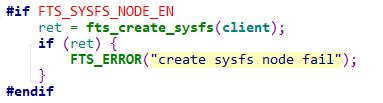 #if FTS_SYSFS_NODE_EN
ret = fts_create_sysfs(client);
if (ret) {
FTS_ERROR("create sysfs node fail");
}
#endif